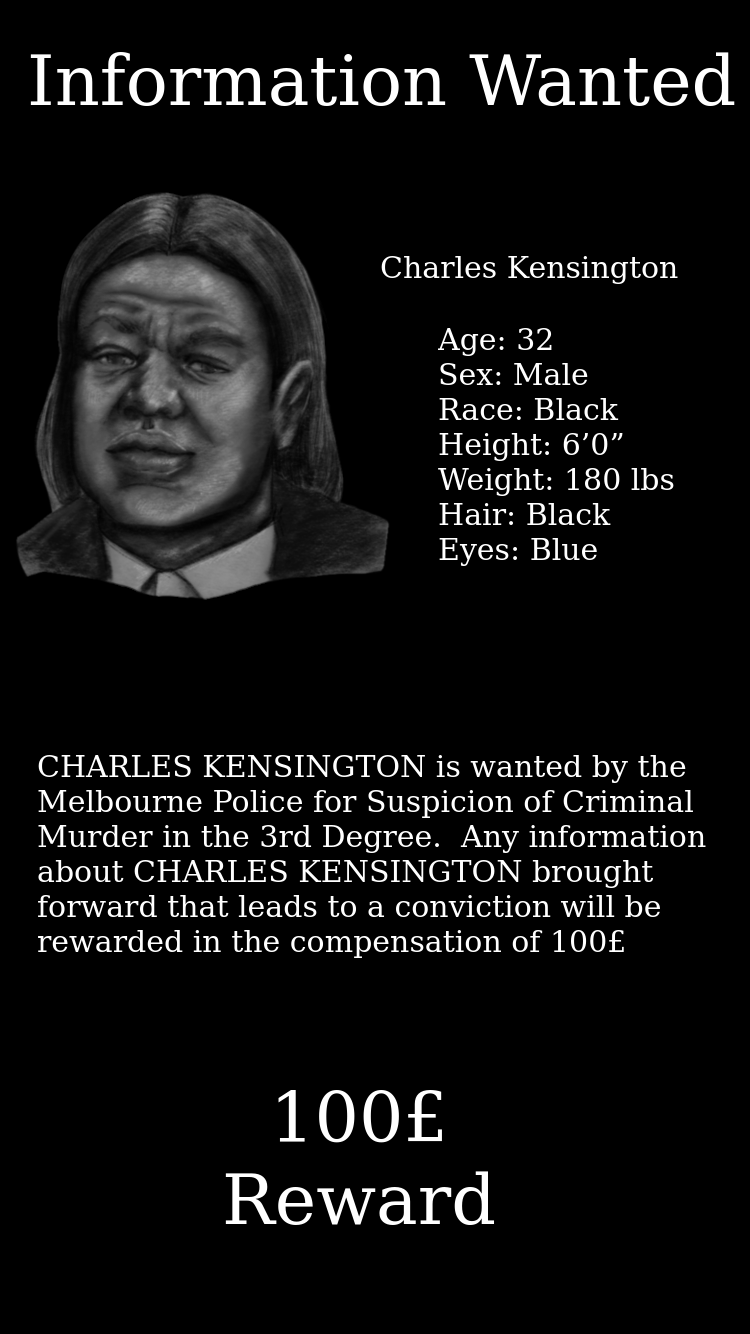 Information Wanted
Charles Kensington
Age: 32
Sex: Male
Race: Black
Height: 6’0”
Weight: 180 lbs
Hair: Black
Eyes: Blue
CHARLES KENSINGTON is wanted by the
Melbourne Police for Suspicion of Criminal
Murder in the 3rd Degree.  Any information
about CHARLES KENSINGTON brought
forward that leads to a conviction will be
rewarded in the compensation of 100£
100£
Reward